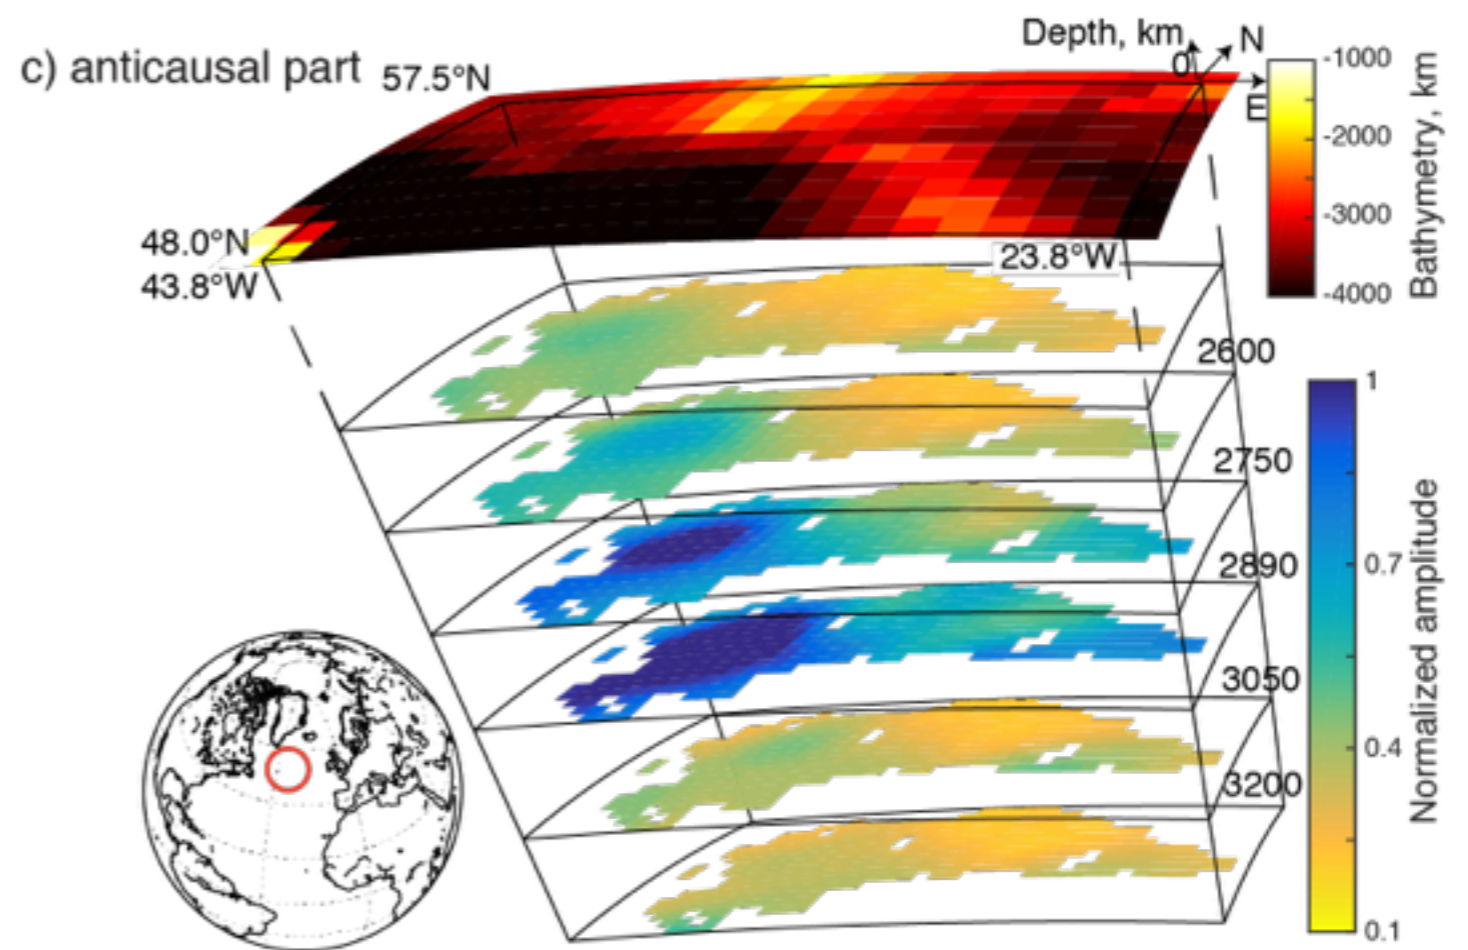 c) anticausal part
57.5°N
Depth, km
N
0
E
-1000
-2000
-3000
-4000
Bathymetry, km
48.0°N
43.8°W
23.8°W
2600
2750
2890
3050
3200
1
0.7
0.4
0.1
Normalized amplitude